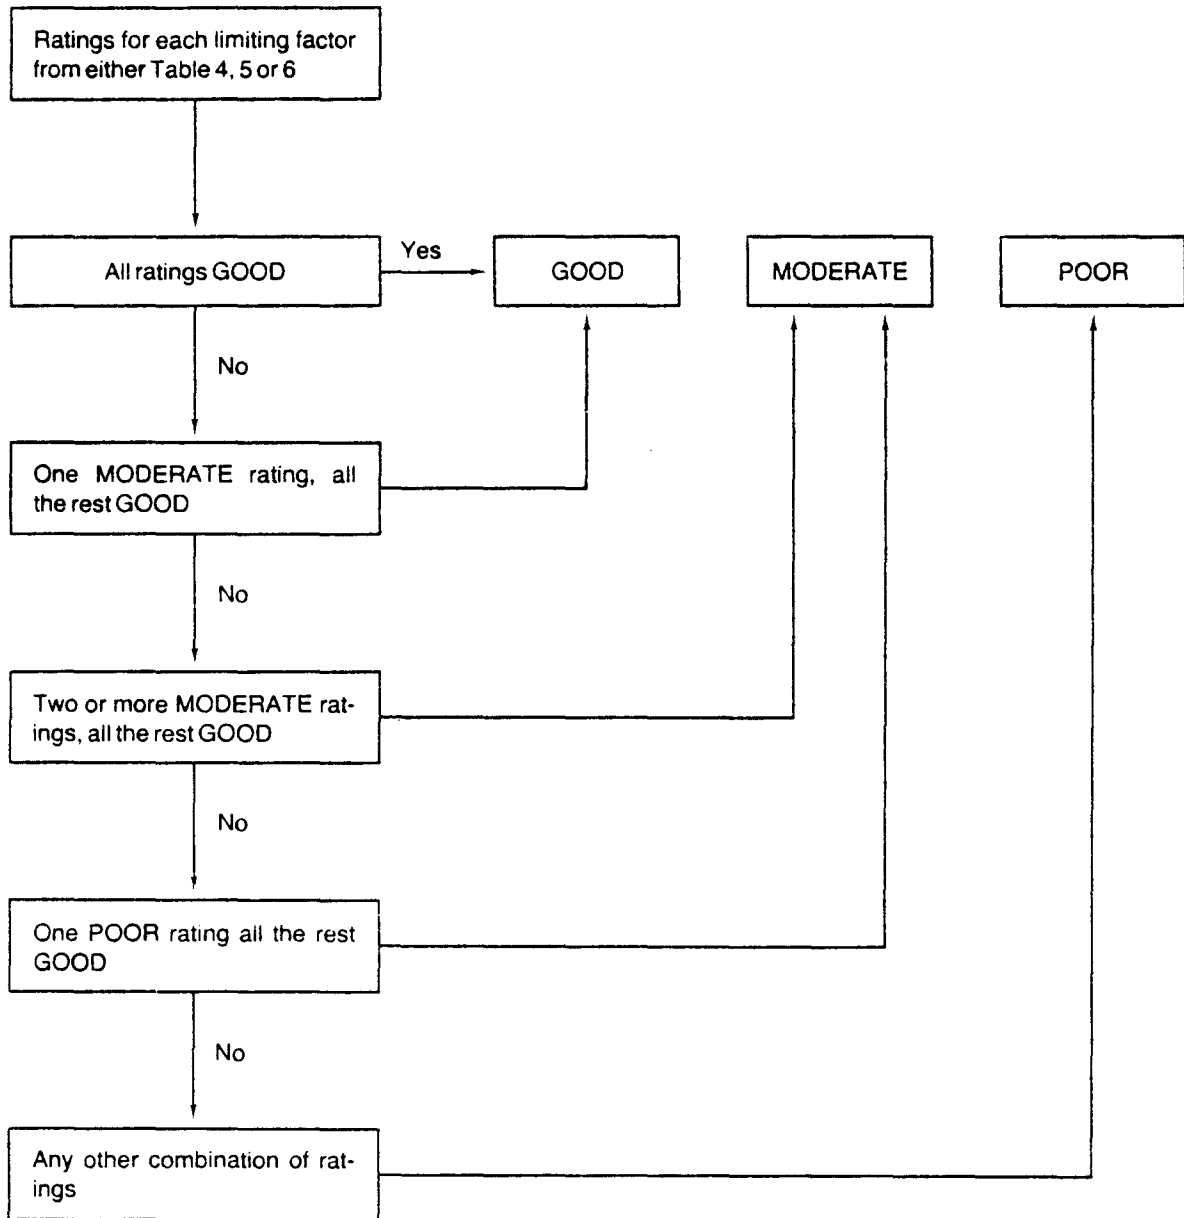 Ratings for each limiting factor
from either Table 4, 5 or 6
All ratings GOOD
Yes
GOOD
MODERATE
POOR
No
One MODERATE rating, all
the rest GOOD
No
Two or more MODERATE rat-
ings, all the rest GOOD
No
One POOR rating all the rest
GOOD
No
Any other combination of rat-
ings